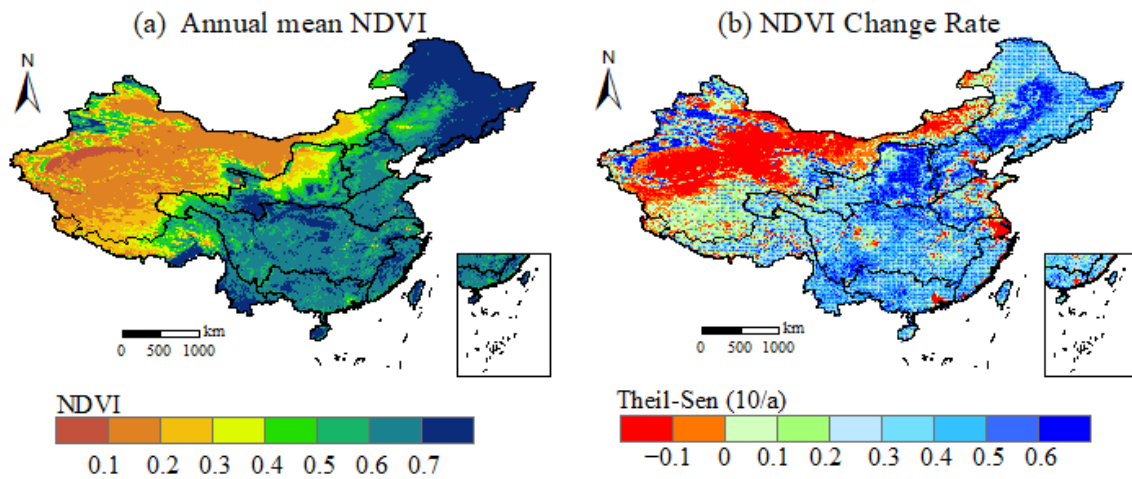 (a) Annual mean NDVI
(b) NDVI Change Rate
N
N
km
0 500 1000
km
0 500 1000
NDVI
0.1 0.2 0.3 0.4 0.5 0.6 0.7
Theil-Sen (10/a)
−0.1 0 0.1 0.2 0.3 0.4 0.5 0.6